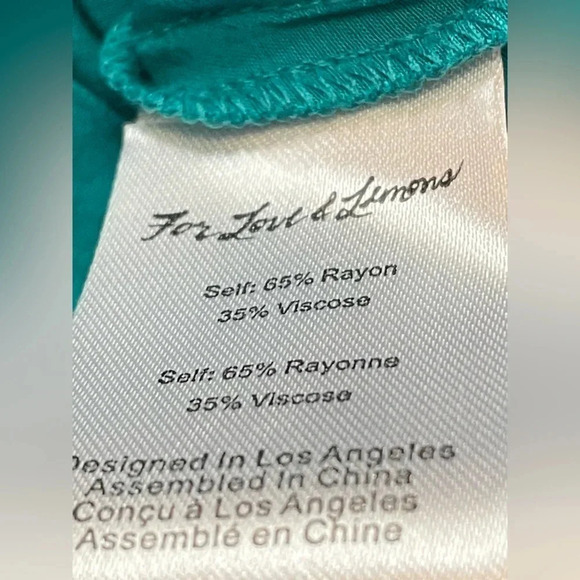 For Love & Lemons
Self: 65% Rayon
35% Viscose
Self: 65% Rayonne
35% Viscose
Designed In Los Angeles
Assembled In China
Conçu à Los Angeles
Assemblé en Chine